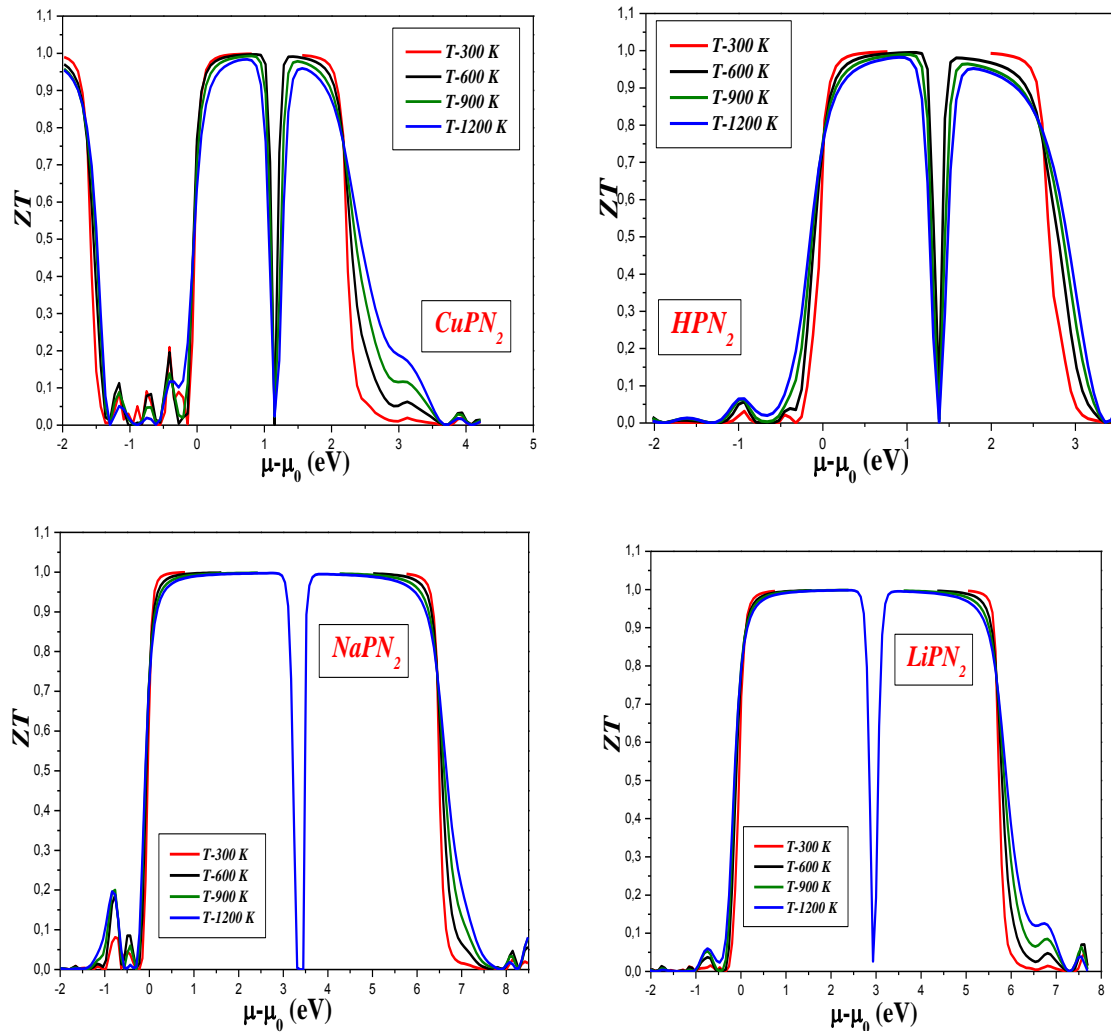 1,1
1,0
0,9
0,8
0,7
0,6
0,5
0,4
0,3
0,2
0,1
0,0
ZT
T-300 K
T-600 K
T-900 K
T-1200 K
CuPN2
-2 -1 0 1 2 3 4 5
μ-μ0 (eV)
1,1
1,0
0,9
0,8
0,7
0,6
0,5
0,4
0,3
0,2
0,1
0,0
ZT
T-300 K
T-600 K
T-900 K
T-1200 K
HPN2
-2 -1 0 1 2 3
μ-μ0 (eV)
1,1
1,0
0,9
0,8
0,7
0,6
0,5
0,4
0,3
0,2
0,1
0,0
ZT
NaPN2
T-300 K
T-600 K
T-900 K
T-1200 K
-2 -1 0 1 2 3 4 5 6 7 8
μ-μ0 (eV)
1,1
1,0
0,9
0,8
0,7
0,6
0,5
0,4
0,3
0,2
0,1
0,0
ZT
LiPN2
T-300 K
T-600 K
T-900 K
T-1200 K
-2 -1 0 1 2 3 4 5 6 7 8
μ-μ0 (eV)